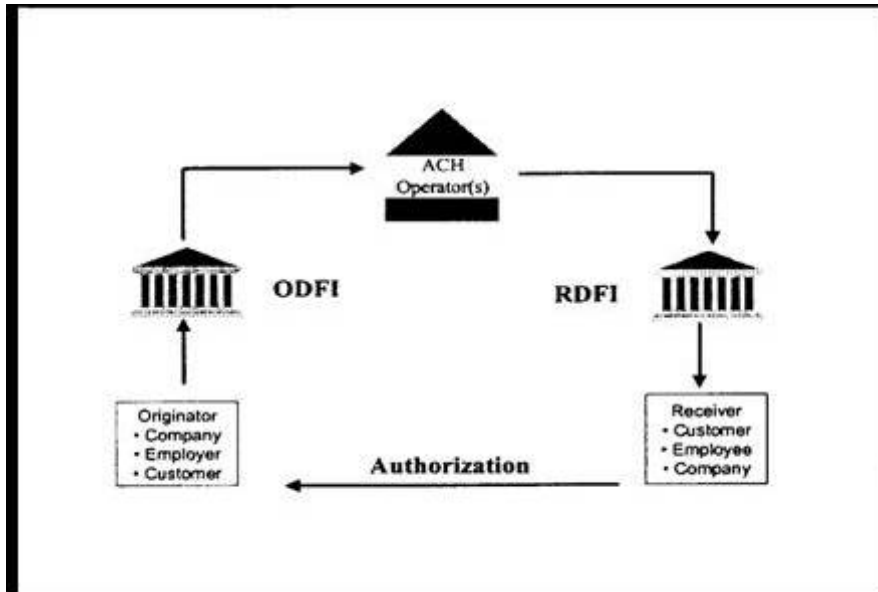 ACH
Operator(s)
ODFI
RDFI
Originator
• Company
• Employer
• Customer
Receiver
• Customer
• Employee
• Company
Authorization